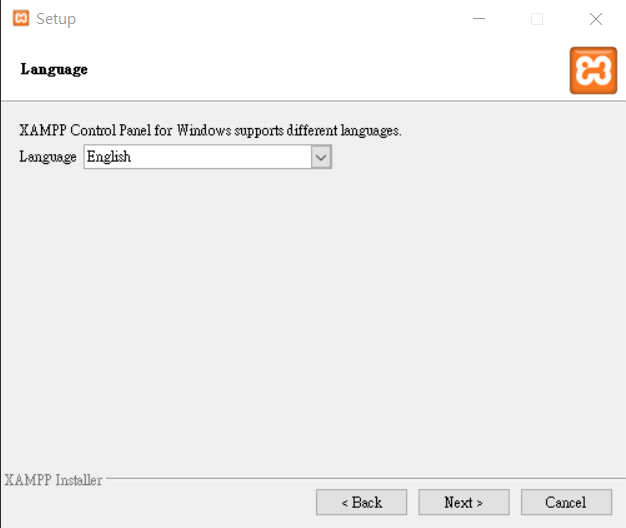 Setup
Language
XAMPP Control Panel for Windows supports different languages.
Language English
XAMPP Installer
< Back Next > Cancel